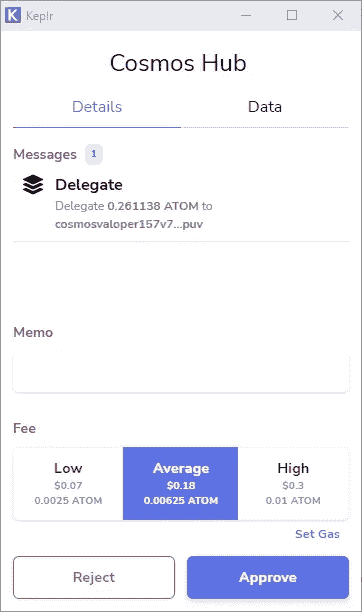 K Keplr
Cosmos Hub
Details Data
Messages 1
Delegate
Delegate 0.261138 ATOM to
cosmosvaloper157v7...puv
Memo
Fee
Low Average High
$0.07 $0.18 $0.3
0.0025 ATOM 0.00625 ATOM 0.01 ATOM
Set Gas
Reject Approve